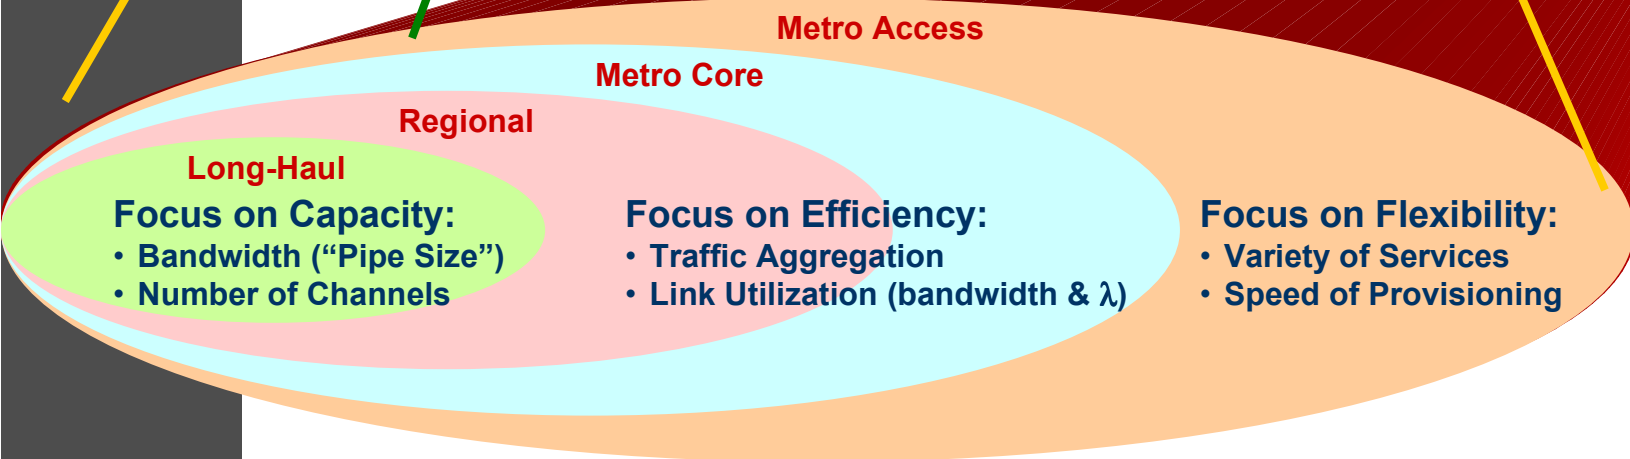 Metro Access
Metro Core
Regional
Long-Haul
Focus on Capacity:
• Bandwidth (“Pipe Size”)
• Number of Channels
Focus on Efficiency:
• Traffic Aggregation
• Link Utilization (bandwidth & λ)
Focus on Flexibility:
• Variety of Services
• Speed of Provisioning